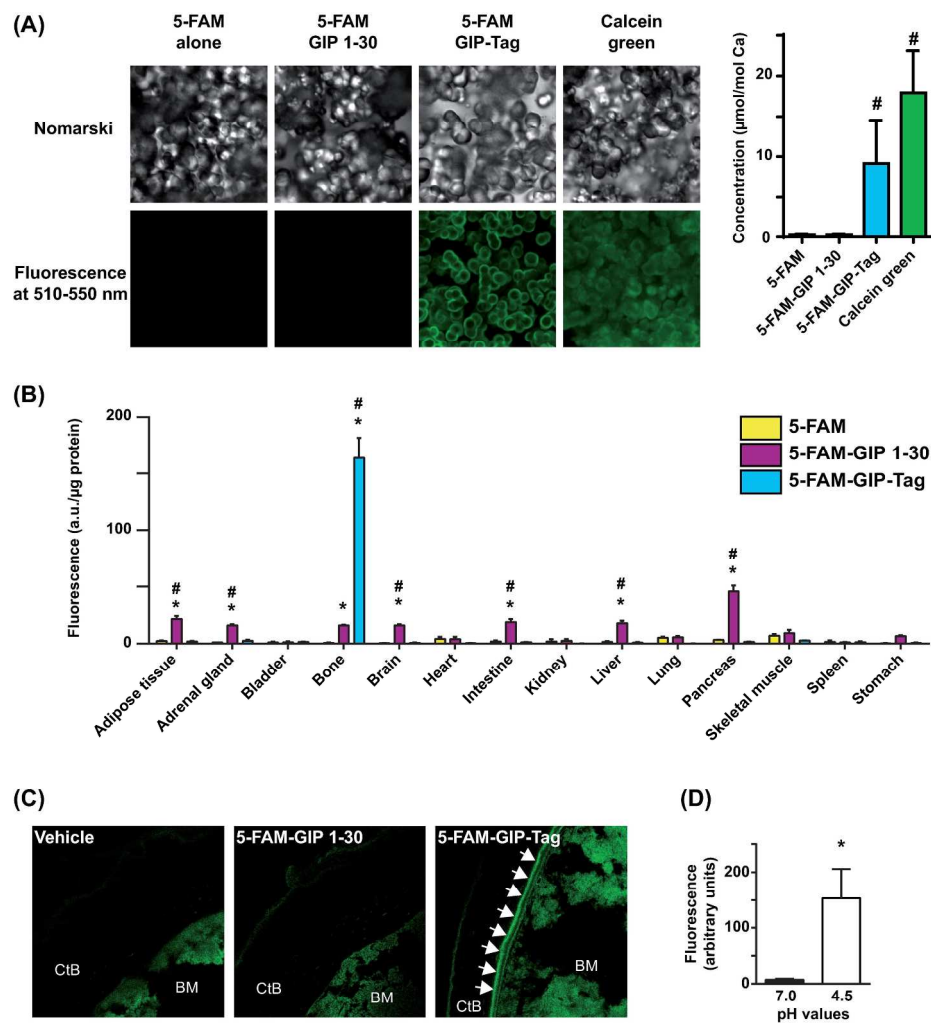 (A)
5-FAM alone
5-FAM GIP 1-30
5-FAM GIP-Tag
Calcein green
Nomarski
Fluorescence at 510-550 nm
Concentration (μmol/mol Ca)
20
10
0
#
#
5-FAM
5-FAM-GIP 1-30
5-FAM-GIP-Tag
Calcein green
(B)
Fluorescence (a.u./μg protein)
200
100
0
# *
# *
*
# *
# *
# *
# *
# *
5-FAM
5-FAM-GIP 1-30
5-FAM-GIP-Tag
Adipose tissue
Adrenal gland
Bladder
Bone
Brain
Heart
Intestine
Kidney
Liver
Lung
Pancreas
Skeletal muscle
Spleen
Stomach
(C)
Vehicle
CtB
BM
5-FAM-GIP 1-30
CtB
BM
5-FAM-GIP-Tag
CtB
BM
(D)
Fluorescence
(arbitrary units)
200
100
0
*
7.0
4.5
pH values